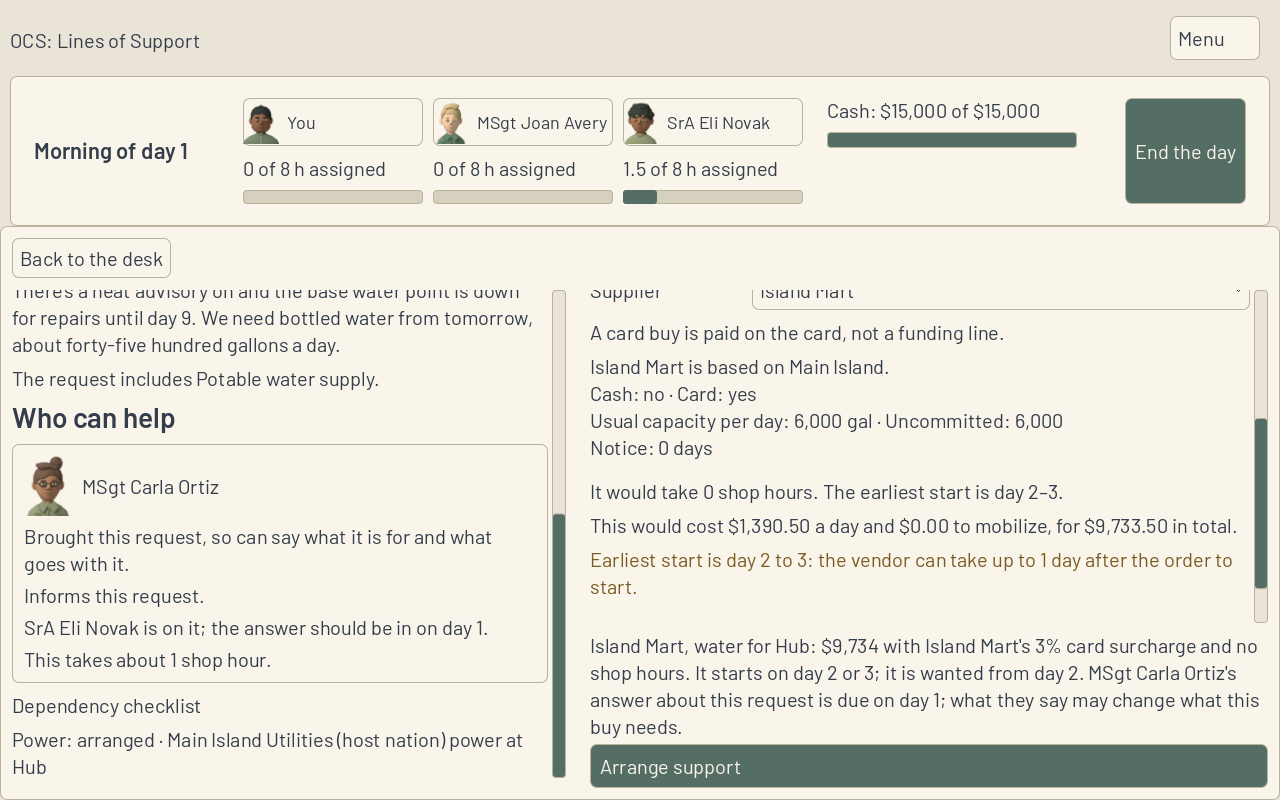 OCS: Lines of Support
Menu
Morning of day 1
You
0 of 8 h assigned
MSgt Joan Avery
0 of 8 h assigned
SrA Eli Novak
1.5 of 8 h assigned
Cash: $15,000 of $15,000
End the day
Back to the desk
There's a heat advisory on and the base water point is down
for repairs until day 9. We need bottled water from tomorrow,
about forty-five hundred gallons a day.
The request includes Potable water supply.
Who can help
MSgt Carla Ortiz
Brought this request, so can say what it is for and what
goes with it.
Informs this request.
SrA Eli Novak is on it; the answer should be in on day 1.
This takes about 1 shop hour.
Dependency checklist
Power: arranged · Main Island Utilities (host nation) power at
Hub
Supplier
Island Mart
A card buy is paid on the card, not a funding line.
Island Mart is based on Main Island.
Cash: no · Card: yes
Usual capacity per day: 6,000 gal · Uncommitted: 6,000
Notice: 0 days
It would take 0 shop hours. The earliest start is day 2–3.
This would cost $1,390.50 a day and $0.00 to mobilize, for $9,733.50 in total.
Earliest start is day 2 to 3: the vendor can take up to 1 day after the order to
start.
Island Mart, water for Hub: $9,734 with Island Mart's 3% card surcharge and no
shop hours. It starts on day 2 or 3; it is wanted from day 2. MSgt Carla Ortiz's
answer about this request is due on day 1; what they say may change what this
buy needs.
Arrange support